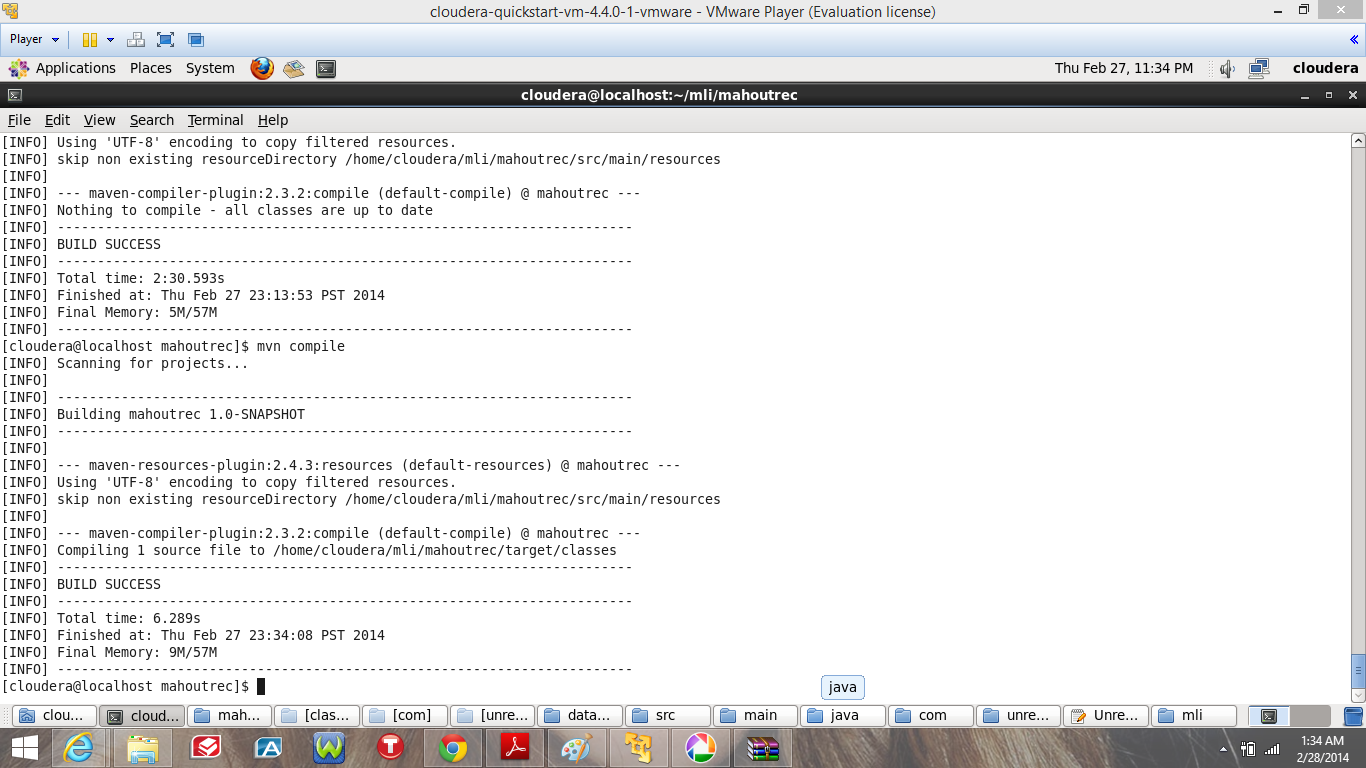 cloudera-quickstart-vm-4.4.0-1-vmware - VMware Player (Evaluation license)
Player
Applications Places System Thu Feb 27, 11:34 PM cloudera
cloudera@localhost:~/mli/mahoutrec
File Edit View Search Terminal Help
[INFO] Using 'UTF-8' encoding to copy filtered resources.
[INFO] skip non existing resourceDirectory /home/cloudera/mli/mahoutrec/src/main/resources
[INFO]
[INFO] --- maven-compiler-plugin:2.3.2:compile (default-compile) @ mahoutrec ---
[INFO] Nothing to compile - all classes are up to date
[INFO] ------------------------------------------------------------------------
[INFO] BUILD SUCCESS
[INFO] ------------------------------------------------------------------------
[INFO] Total time: 2:30.593s
[INFO] Finished at: Thu Feb 27 23:13:53 PST 2014
[INFO] Final Memory: 5M/57M
[INFO] ------------------------------------------------------------------------
[cloudera@localhost mahoutrec]$ mvn compile
[INFO] Scanning for projects...
[INFO]
[INFO] ------------------------------------------------------------------------
[INFO] Building mahoutrec 1.0-SNAPSHOT
[INFO] ------------------------------------------------------------------------
[INFO]
[INFO] --- maven-resources-plugin:2.4.3:resources (default-resources) @ mahoutrec ---
[INFO] Using 'UTF-8' encoding to copy filtered resources.
[INFO] skip non existing resourceDirectory /home/cloudera/mli/mahoutrec/src/main/resources
[INFO]
[INFO] --- maven-compiler-plugin:2.3.2:compile (default-compile) @ mahoutrec ---
[INFO] Compiling 1 source file to /home/cloudera/mli/mahoutrec/target/classes
[INFO] ------------------------------------------------------------------------
[INFO] BUILD SUCCESS
[INFO] ------------------------------------------------------------------------
[INFO] Total time: 6.289s
[INFO] Finished at: Thu Feb 27 23:34:08 PST 2014
[INFO] Final Memory: 9M/57M
[INFO] ------------------------------------------------------------------------
[cloudera@localhost mahoutrec]$
java
clou... cloud... mah... [clas... [com] [unre... data... src main java com unre... Unre... mli
1:34 AM
2/28/2014